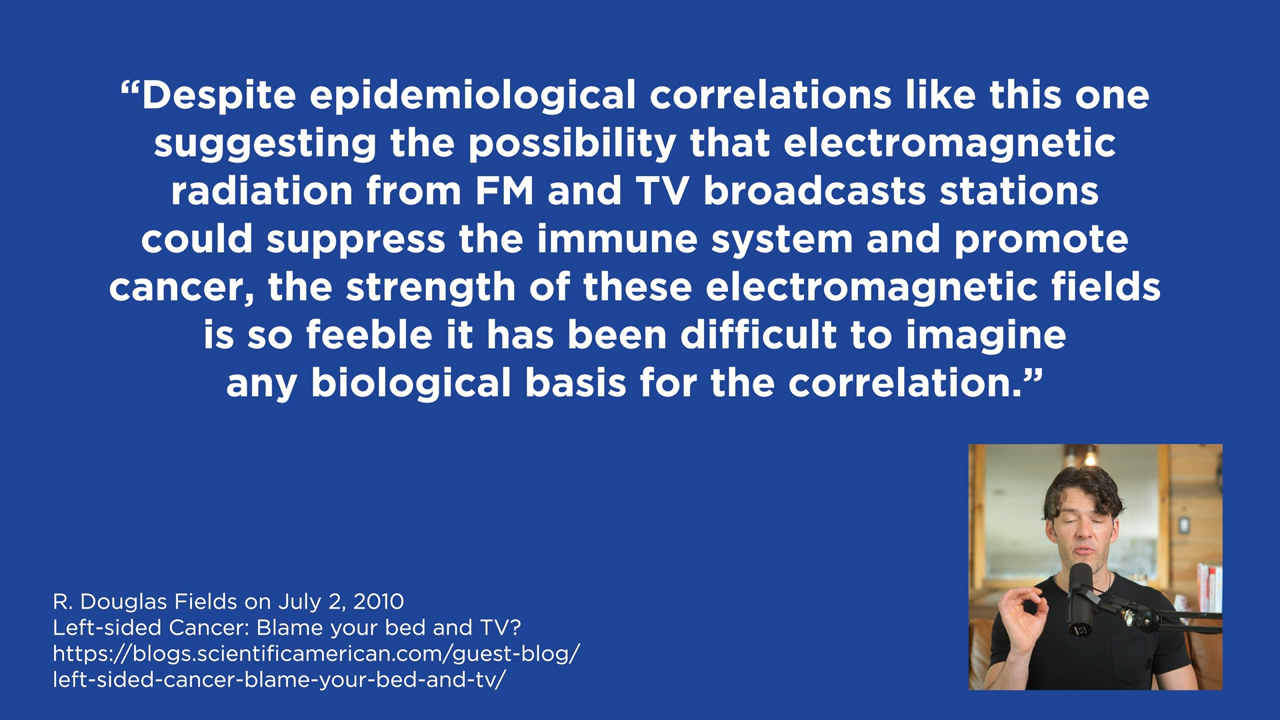 “Despite epidemiological correlations like this one
suggesting the possibility that electromagnetic
radiation from FM and TV broadcasts stations
could suppress the immune system and promote
cancer, the strength of these electromagnetic fields
is so feeble it has been difficult to imagine
any biological basis for the correlation.”
R. Douglas Fields on July 2, 2010
Left-sided Cancer: Blame your bed and TV?
https://blogs.scientificamerican.com/guest-blog/
left-sided-cancer-blame-your-bed-and-tv/